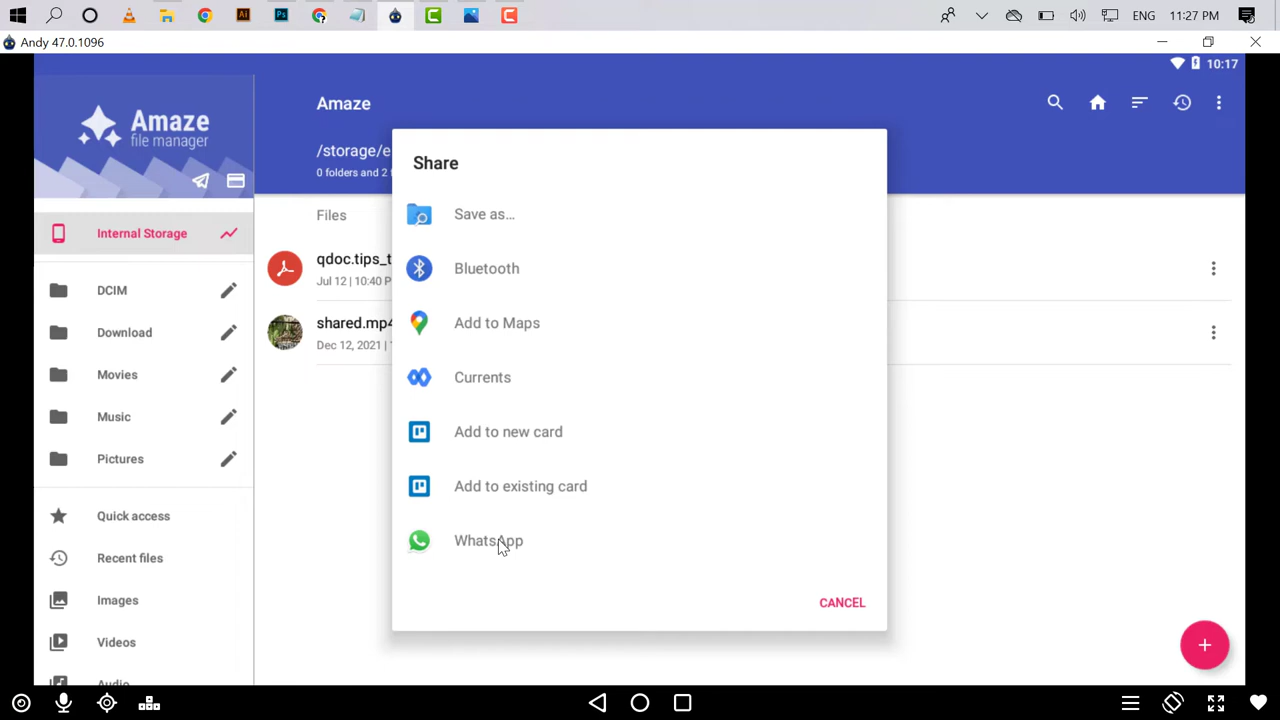 ENG 11:27 PM
Andy 47.0.1096
10:17
Amaze
file manager
Amaze
/storage/e
0 folders and 2 f
Internal Storage
DCIM
Download
Movies
Music
Pictures
Quick access
Recent files
Images
Videos
Audio
Files
qdoc.tips_t
Jul 12 | 10:40 P
shared.mp4
Dec 12, 2021 | 1
Share
Save as...
Bluetooth
Add to Maps
Currents
Add to new card
Add to existing card
WhatsApp
CANCEL